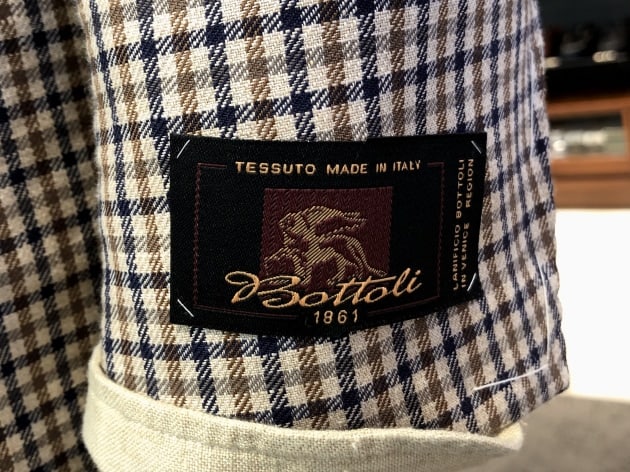 TESSUTO MADE IN ITALY
Bottoli
1861
LANIFICIO BOTTOLI
IN VENICE REGION